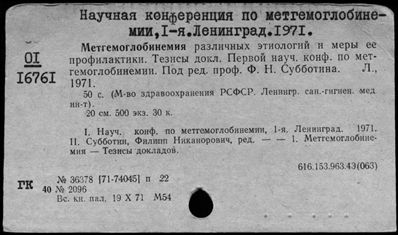 Научная конференция по метгемоглобине-
мии, I-я. Ленинград. 1971.
OI
I676I
Метгемоглобинемия различных этиологий и меры ее
профилактики. Тезисы докл. Первой науч. конф. по мет-
гемоглобинемии. Под ред. проф. Ф. Н. Субботина. Л.,
1971.
50 с. (М-во здравоохранения РСФСР. Ленингр. сан.-гигиен. мед
ин-т).
20 см. 500 экз. 30 к.
I. Науч. конф. по метгемоглобинемии, 1-я. Ленинград. 1971.
II. Субботин, Филипп Никанорович, ред. — — 1. Метгемоглобине-
мия — Тезисы докладов.
616.153.963.43(063)
ГК
№ 36378 [71-74045] п 22
40 № 2096
Вс. кн. пал. 19 X 71 М54